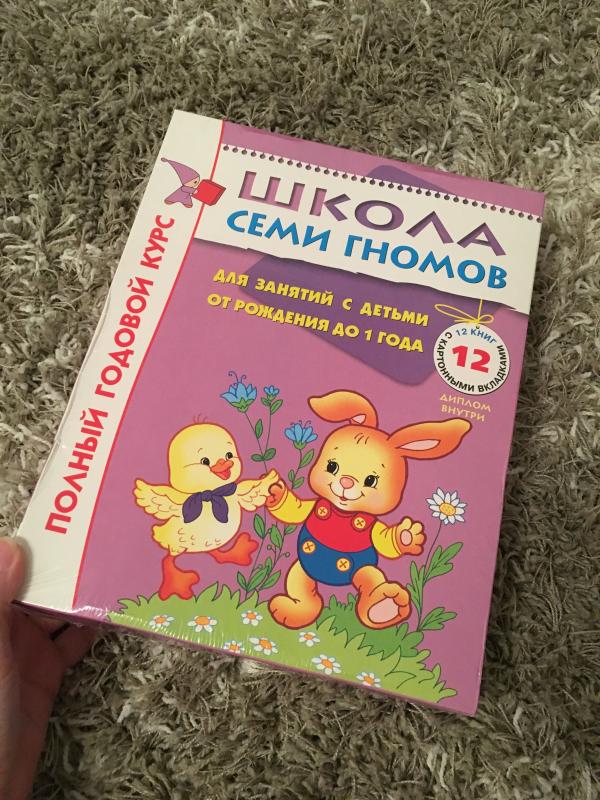 ПОЛНЫЙ ГОДОВОЙ КУРС
ШКОЛА
СЕМИ ГНОМОВ
ДЛЯ ЗАНЯТИЙ С ДЕТЬМИ
ОТ РОЖДЕНИЯ ДО 1 ГОДА
12 КНИГ
12
С КАРТОННЫМИ ВКЛАДКАМИ
ДИПЛОМ
ВНУТРИ